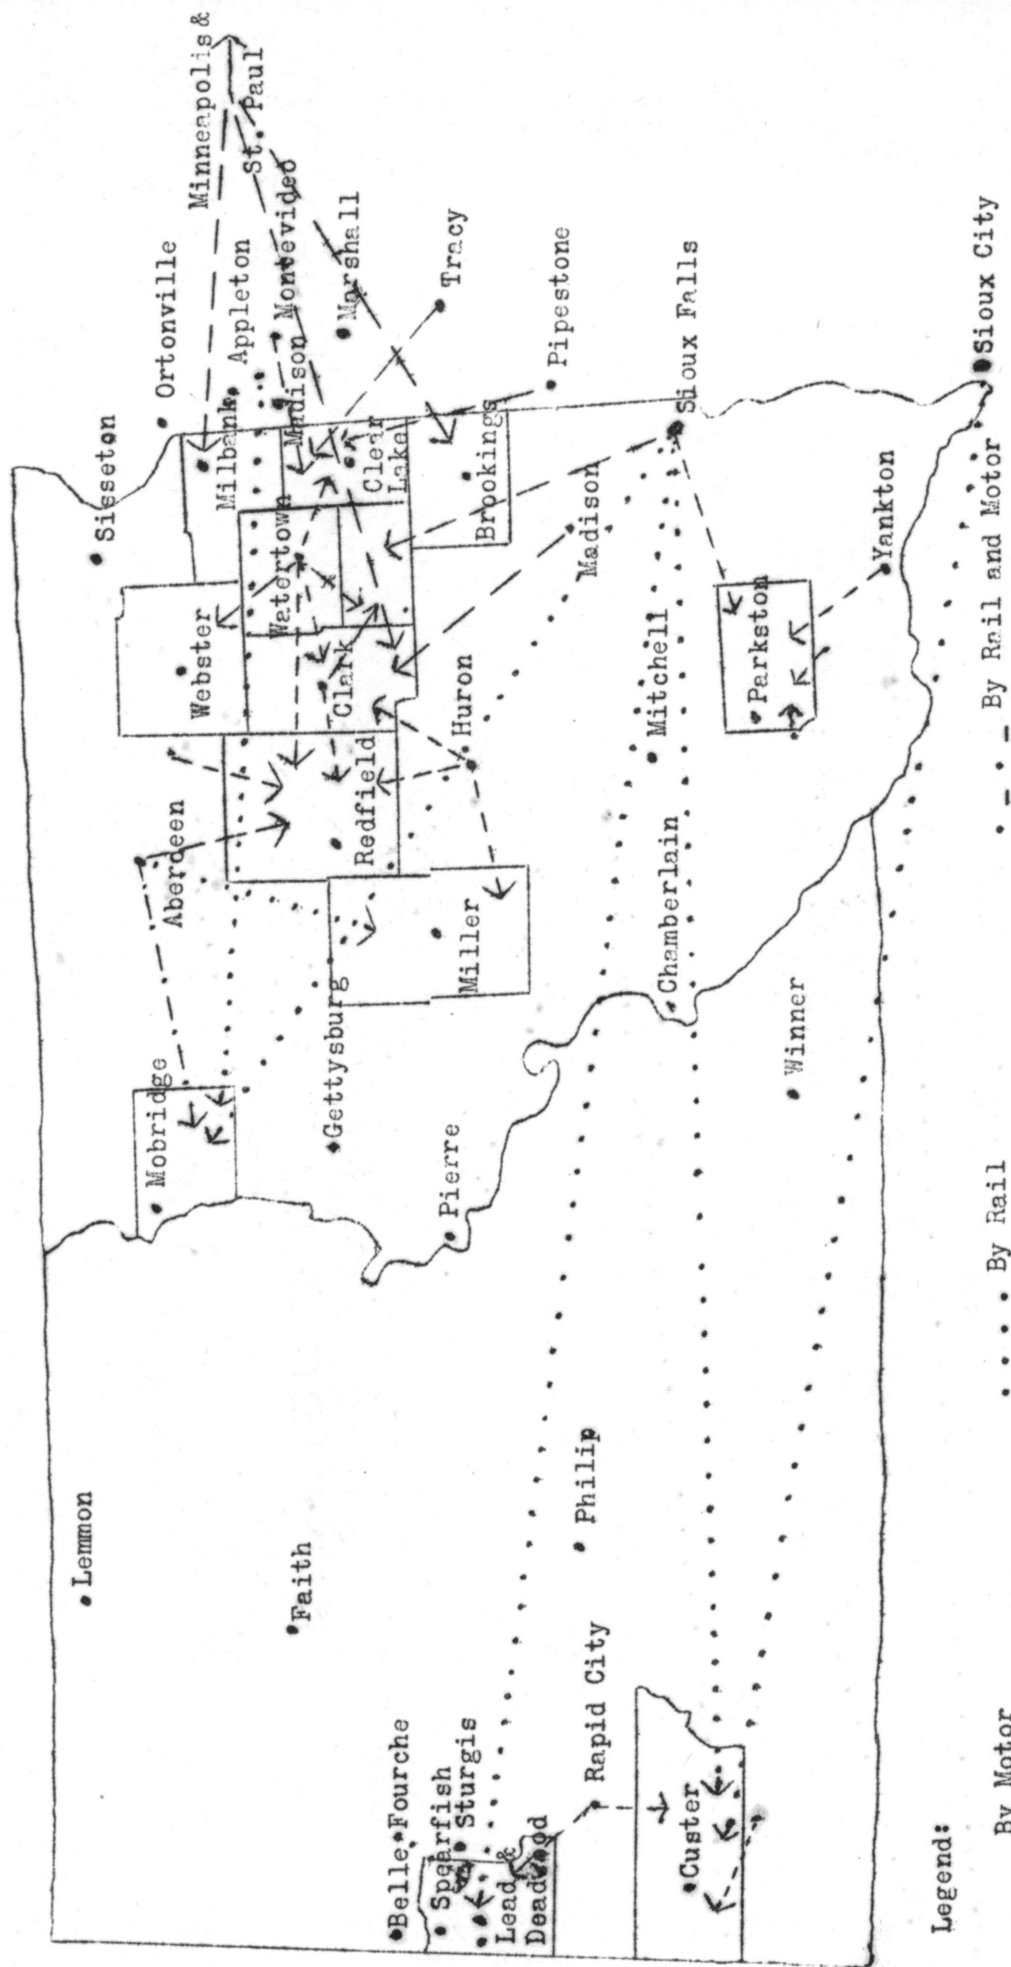 Minneapolis &
St. Paul
Ortonville
Appleton
Montevideo
Madison
Marshall
Tracy
Pipestone
Sioux Falls
Sioux City
Sisseton
Milbank
Clear
Lake
Brookings
Watertown
Webster
Clark
Madison
Huron
Mitchell
Parkston
Yankton
Aberdeen
Redfield
Miller
Chamberlain
Winner
Mobridge
Gettysburg
Pierre
Lemmon
Faith
Philip
Rapid City
Belle Fourche
Spearfish
Sturgis
Lead &
Deadwood
Custer
Legend:
By Motor
By Rail
By Rail and Motor